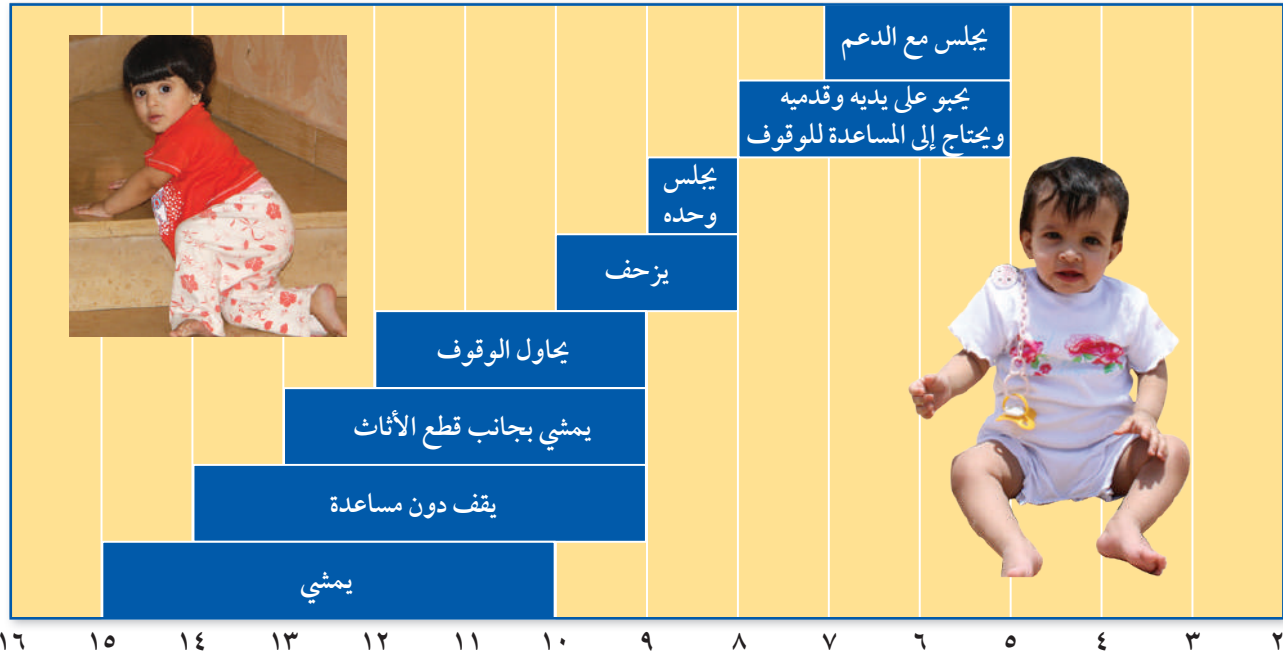 يجلس مع الدعم
يحبو على يديه وقدميه
ويحتاج إلى المساعدة للوقوف
يجلس
وحده
يزحف
يحاول الوقوف
يمشي بجانب قطع الأثاث
يقف دون مساعدة
يمشي
٢ ٣ ٤ ٥ ٦ ٧ ٨ ٩ ١٠ ١١ ١٢ ١٣ ١٤ ١٥ ١٦